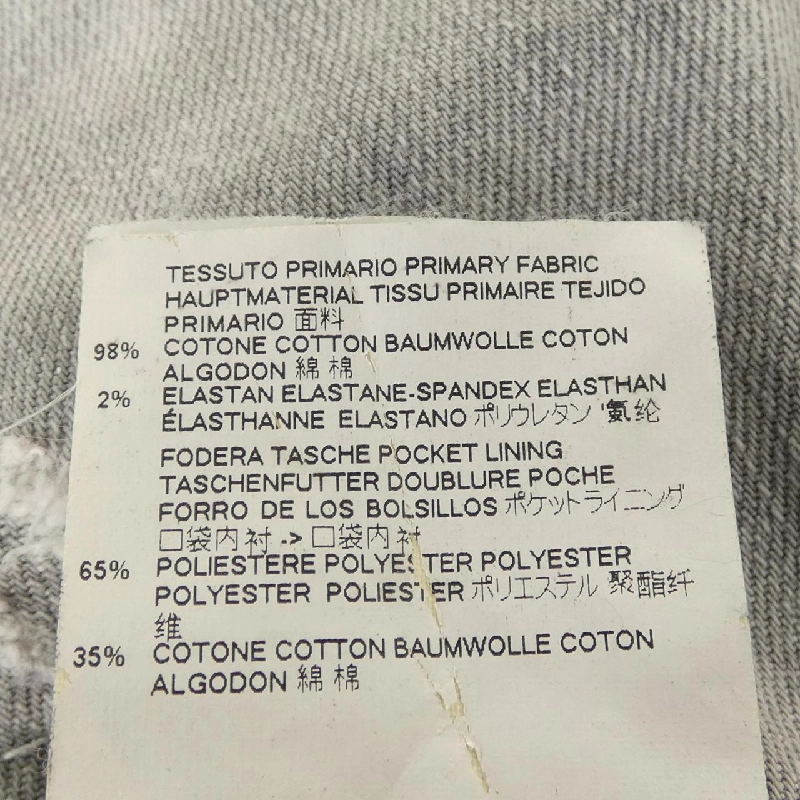 TESSUTO PRIMARIO PRIMARY FABRIC
HAUPTMATERIAL TISSU PRIMAIRE TEJIDO
PRIMARIO 面料
98% COTONE COTTON BAUMWOLLE COTON
ALGODON 綿 棉
2% ELASTAN ELASTANE-SPANDEX ELASTHAN
ÉLASTHANNE ELASTANO ポリウレタン '氨纶
FODERA TASCHE POCKET LINING
TASCHENFUTTER DOUBLURE POCHE
FORRO DE LOS BOLSILLOS ポケットライニング
口袋内衬 -> 口袋内衬
65% POLIESTERE POLYESTER POLYESTER
POLYESTER POLIESTER ポリエステル 聚酯纤
维
35% COTONE COTTON BAUMWOLLE COTON
ALGODON 綿 棉